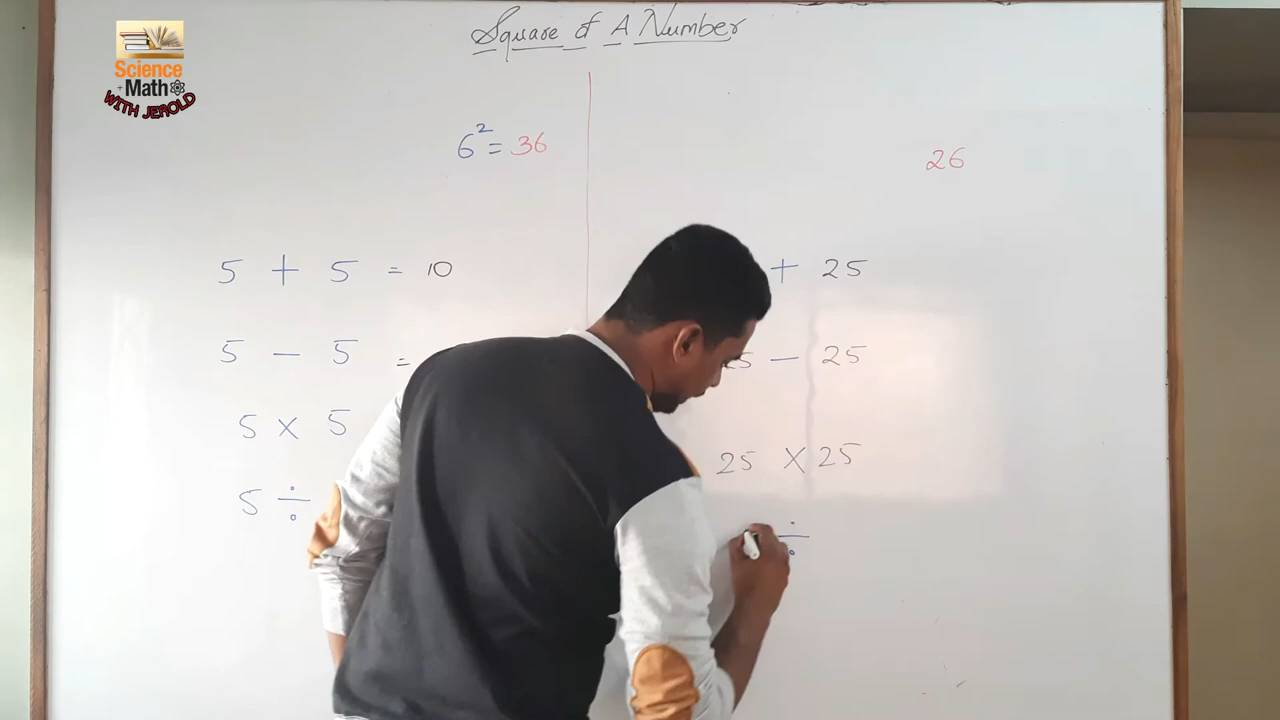 Square of A Number
Science
+ Math
WITH JEROLD
6² = 36
26
5 + 5 = 10
5 - 5 =
5 × 5
5 ÷
+ 25
25 - 25
25 × 25
÷